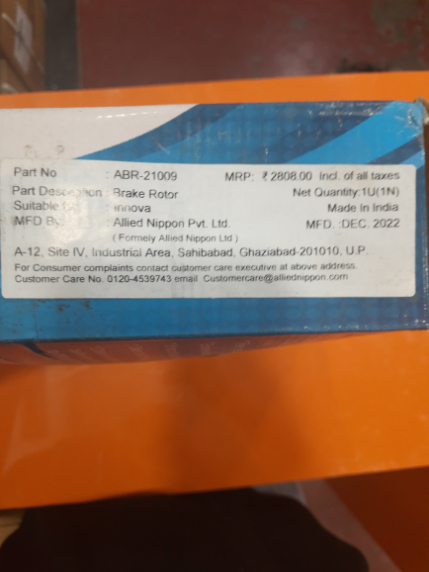 Part No : ABR-21009 MRP: ₹ 2808.00 Incl. of all taxes
Part Description : Brake Rotor Net Quantity:1U(1N)
Suitable for : Innova Made In India
MFD By : Allied Nippon Pvt. Ltd. MFD. :DEC. 2022
( Formely Allied Nippon Ltd )
A-12, Site IV, Industrial Area, Sahibabad, Ghaziabad-201010, U.P.
For Consumer complaints contact customer care executive at above address.
Customer Care No. 0120-4539743 email Customercare@alliednippon.com